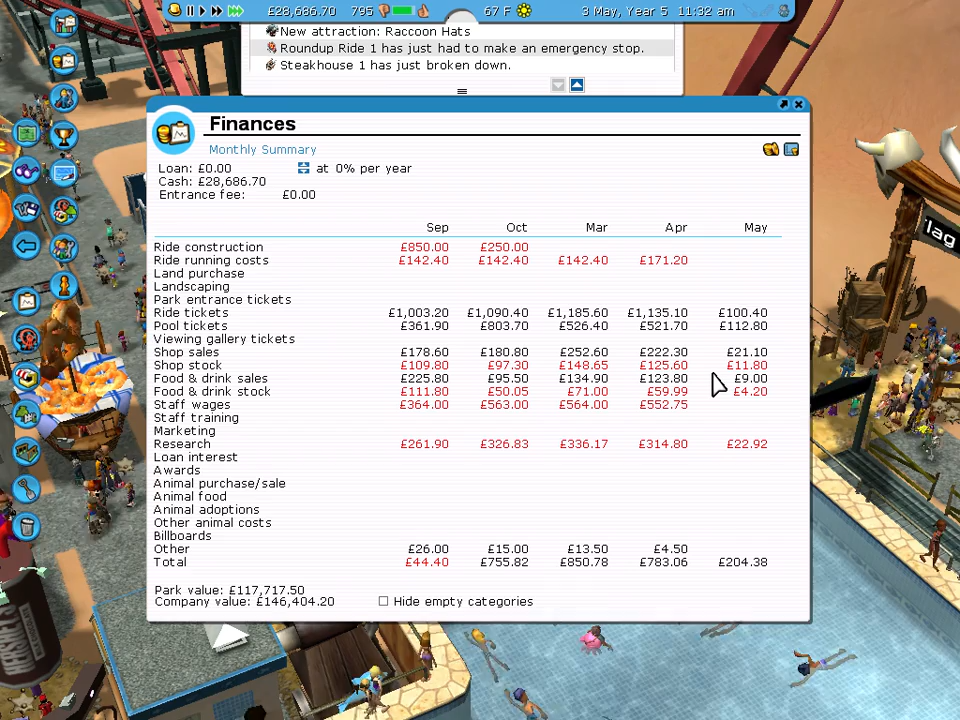 £28,686.70 795 67 F 3 May, Year 5 11:32 am
New attraction: Raccoon Hats
Roundup Ride 1 has just had to make an emergency stop.
Steakhouse 1 has just broken down.
Finances
Monthly Summary
Loan: £0.00 at 0% per year
Cash: £28,686.70
Entrance fee: £0.00
Sep Oct Mar Apr May
Ride construction £850.00 £250.00
Ride running costs £142.40 £142.40 £142.40 £171.20
Land purchase
Landscaping
Park entrance tickets
Ride tickets £1,003.20 £1,090.40 £1,185.60 £1,135.10 £100.40
Pool tickets £361.90 £803.70 £526.40 £521.70 £112.80
Viewing gallery tickets
Shop sales £178.60 £180.80 £252.60 £222.30 £21.10
Shop stock £109.80 £97.30 £148.65 £125.60 £11.80
Food & drink sales £225.80 £95.50 £134.90 £123.80 £9.00
Food & drink stock £111.80 £50.05 £71.00 £59.99 £4.20
Staff wages £364.00 £563.00 £564.00 £552.75
Staff training
Marketing
Research £261.90 £326.83 £336.17 £314.80 £22.92
Loan interest
Awards
Animal purchase/sale
Animal food
Animal adoptions
Other animal costs
Billboards
Other £26.00 £15.00 £13.50 £4.50
Total £44.40 £755.82 £850.78 £783.06 £204.38
Park value: £117,717.50
Company value: £146,404.20 Hide empty categories
lag
HERSHEY'S